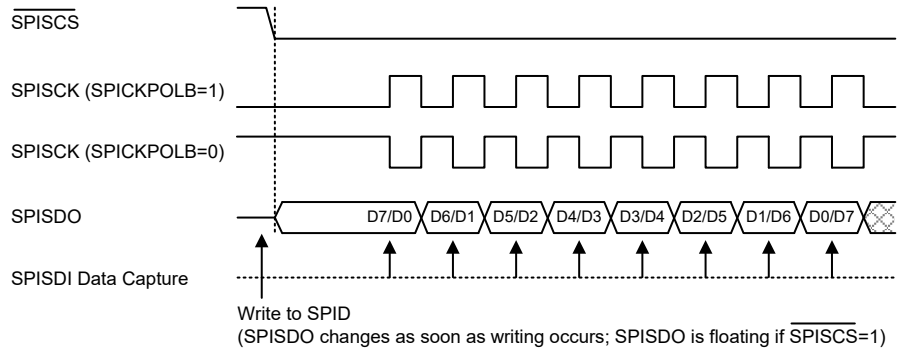 SPISCS
SPISCK (SPICKPOLB=1)
SPISCK (SPICKPOLB=0)
SPISDO D7/D0 D6/D1 D5/D2 D4/D3 D3/D4 D2/D5 D1/D6 D0/D7
SPISDI Data Capture
Write to SPID
(SPISDO changes as soon as writing occurs; SPISDO is floating if SPISCS=1)